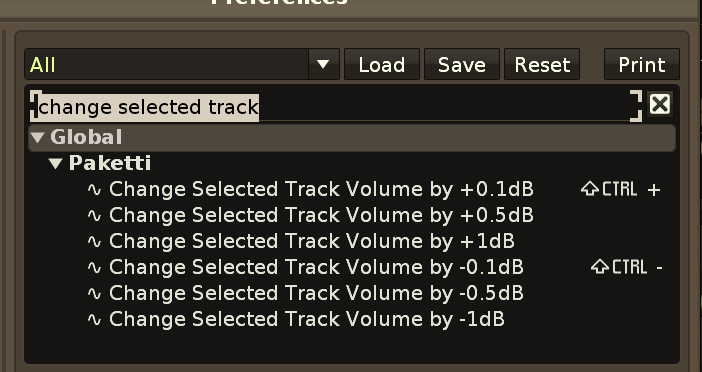 Preferences
All Load Save Reset Print
change selected track
Global
Paketti
Change Selected Track Volume by +0.1dB CTRL +
Change Selected Track Volume by +0.5dB
Change Selected Track Volume by +1dB
Change Selected Track Volume by -0.1dB CTRL -
Change Selected Track Volume by -0.5dB
Change Selected Track Volume by -1dB